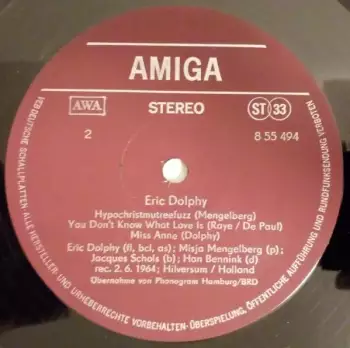 AMIGA
AWA
STEREO
ST 33
2
8 55 494
Eric Dolphy
Hypochristmutreefuzz (Mengelberg)
You Don't Know What Love Is (Raye / De Paul)
Miss Anne (Dolphy)
Eric Dolphy (fl, bcl, as); Misja Mengelberg (p);
Jacques Schols (b); Han Bennink (d)
rec. 2. 6. 1964; Hilversum / Holland
Übernahme von Phonogram Hamburg/BRD
VEB DEUTSCHE SCHALLPLATTEN · ALLE HERSTELLER UND URHEBERRECHTE VORBEHALTEN · ÜBERSPIELUNG, ÖFFENTLICHE AUFFÜHRUNG UND RUNDFUNKSENDUNG VERBOTEN